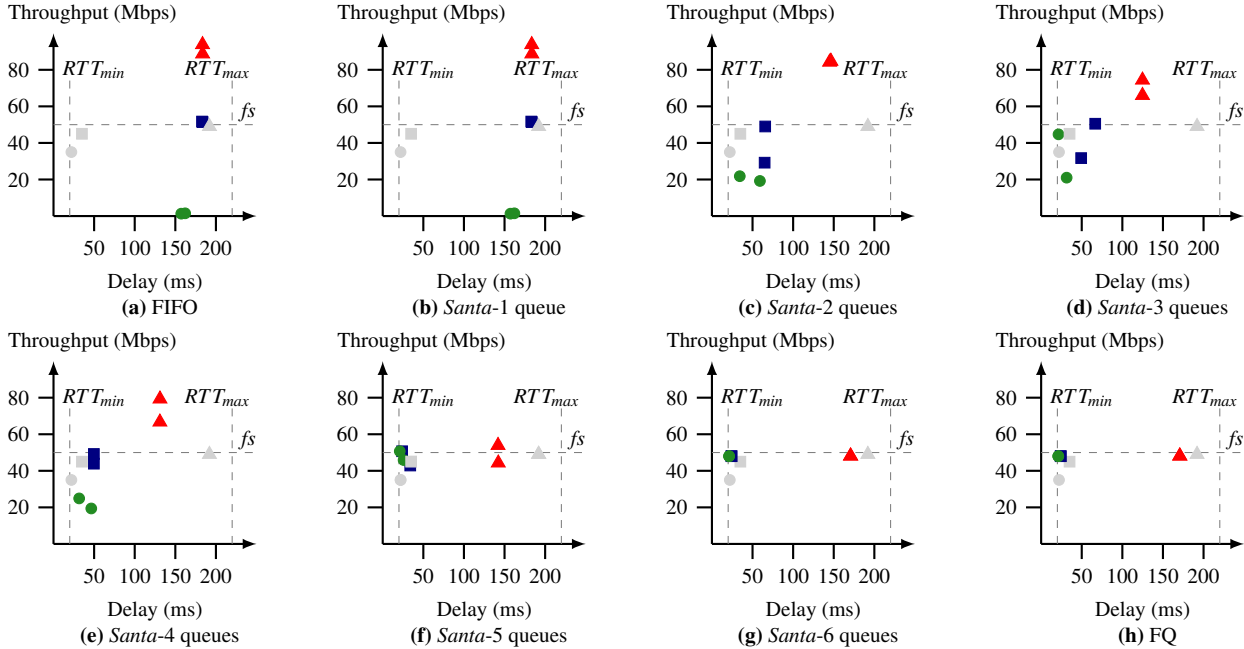 Throughput (Mbps) Throughput (Mbps) Throughput (Mbps) Throughput (Mbps)
80 80 80 80
RTTmin RTTmax RTTmin RTTmax RTTmin RTTmax RTTmin RTTmax
60 60 60 60
fs fs fs fs
40 40 40 40
20 20 20 20
50 100 150 200 50 100 150 200 50 100 150 200 50 100 150 200
Delay (ms) Delay (ms) Delay (ms) Delay (ms)
(a) FIFO (b) Santa-1 queue (c) Santa-2 queues (d) Santa-3 queues
Throughput (Mbps) Throughput (Mbps) Throughput (Mbps) Throughput (Mbps)
80 80 80 80
RTTmin RTTmax RTTmin RTTmax RTTmin RTTmax RTTmin RTTmax
60 60 60 60
fs fs fs fs
40 40 40 40
20 20 20 20
50 100 150 200 50 100 150 200 50 100 150 200 50 100 150 200
Delay (ms) Delay (ms) Delay (ms) Delay (ms)
(e) Santa-4 queues (f) Santa-5 queues (g) Santa-6 queues (h) FQ